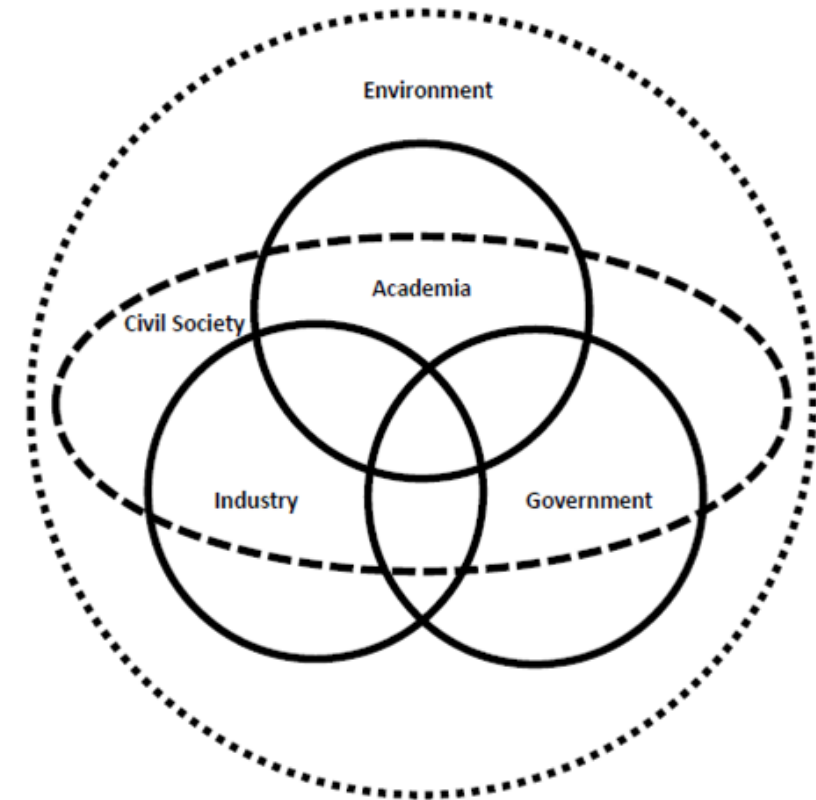 Environment
Academia
Civil Society
Industry
Government